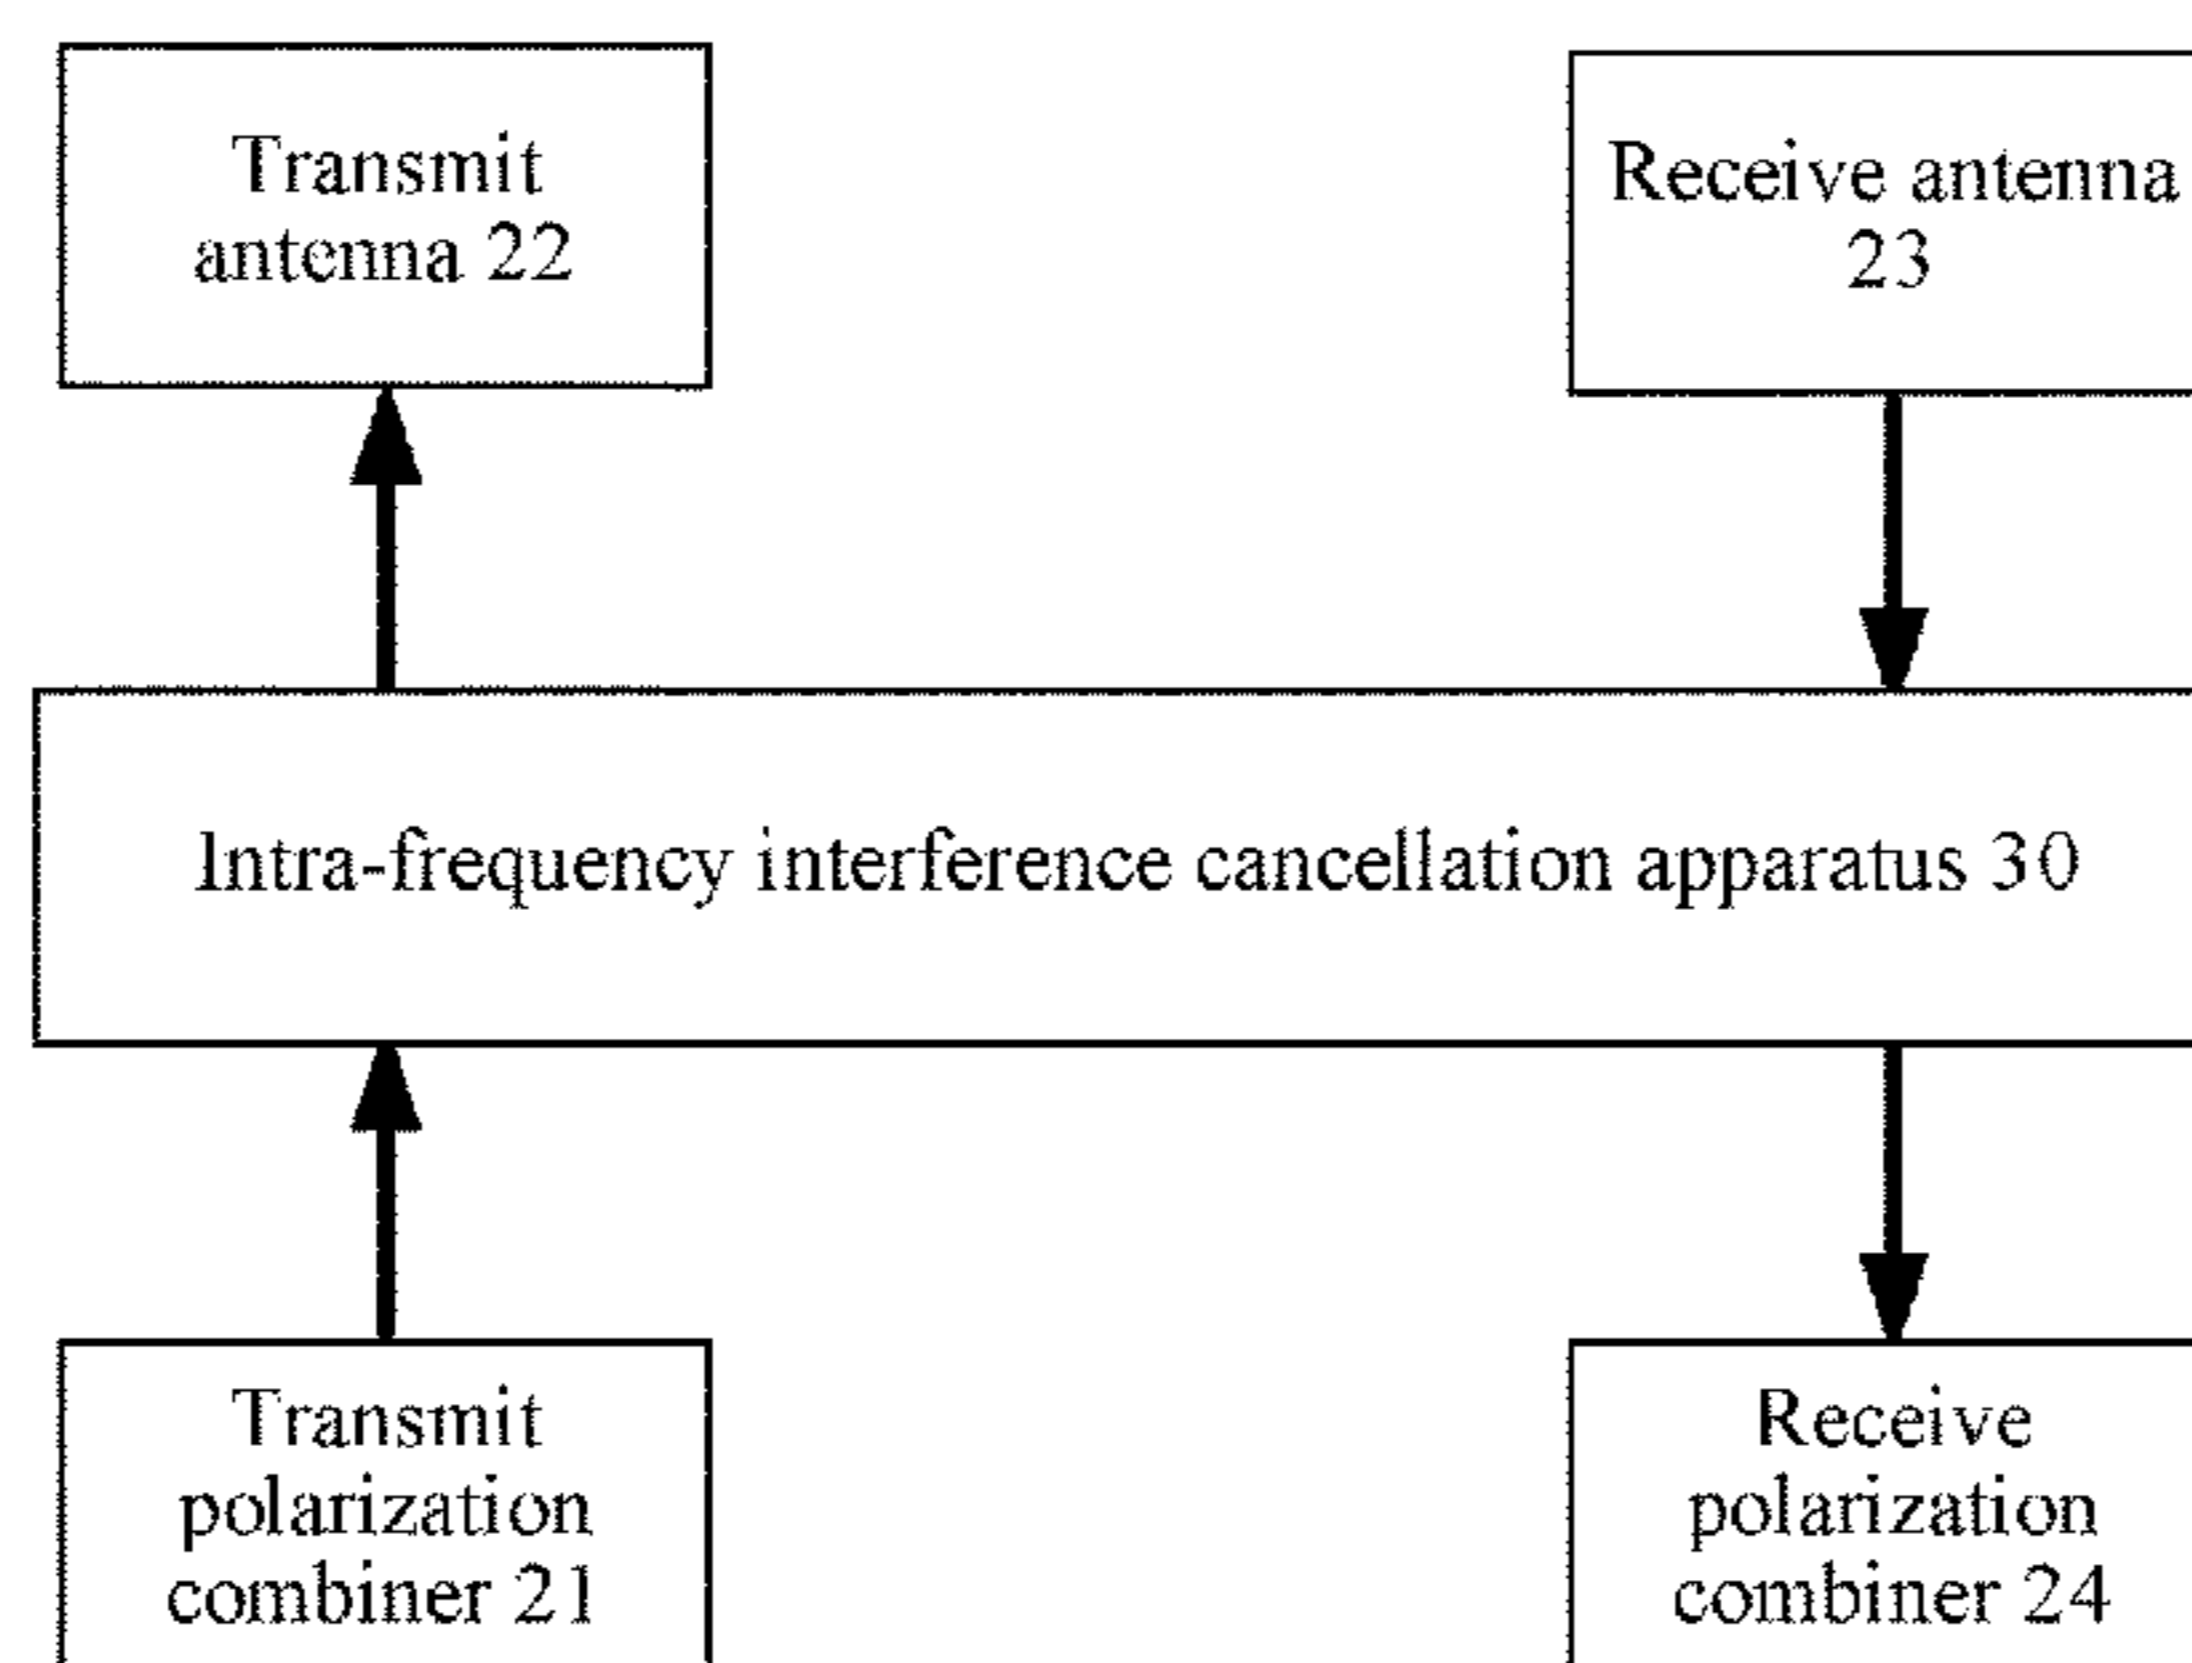 Transmit
antenna 22
Receive antenna
23
Intra-frequency interference cancellation apparatus 30
Transmit
polarization
combiner 21
Receive
polarization
combiner 24